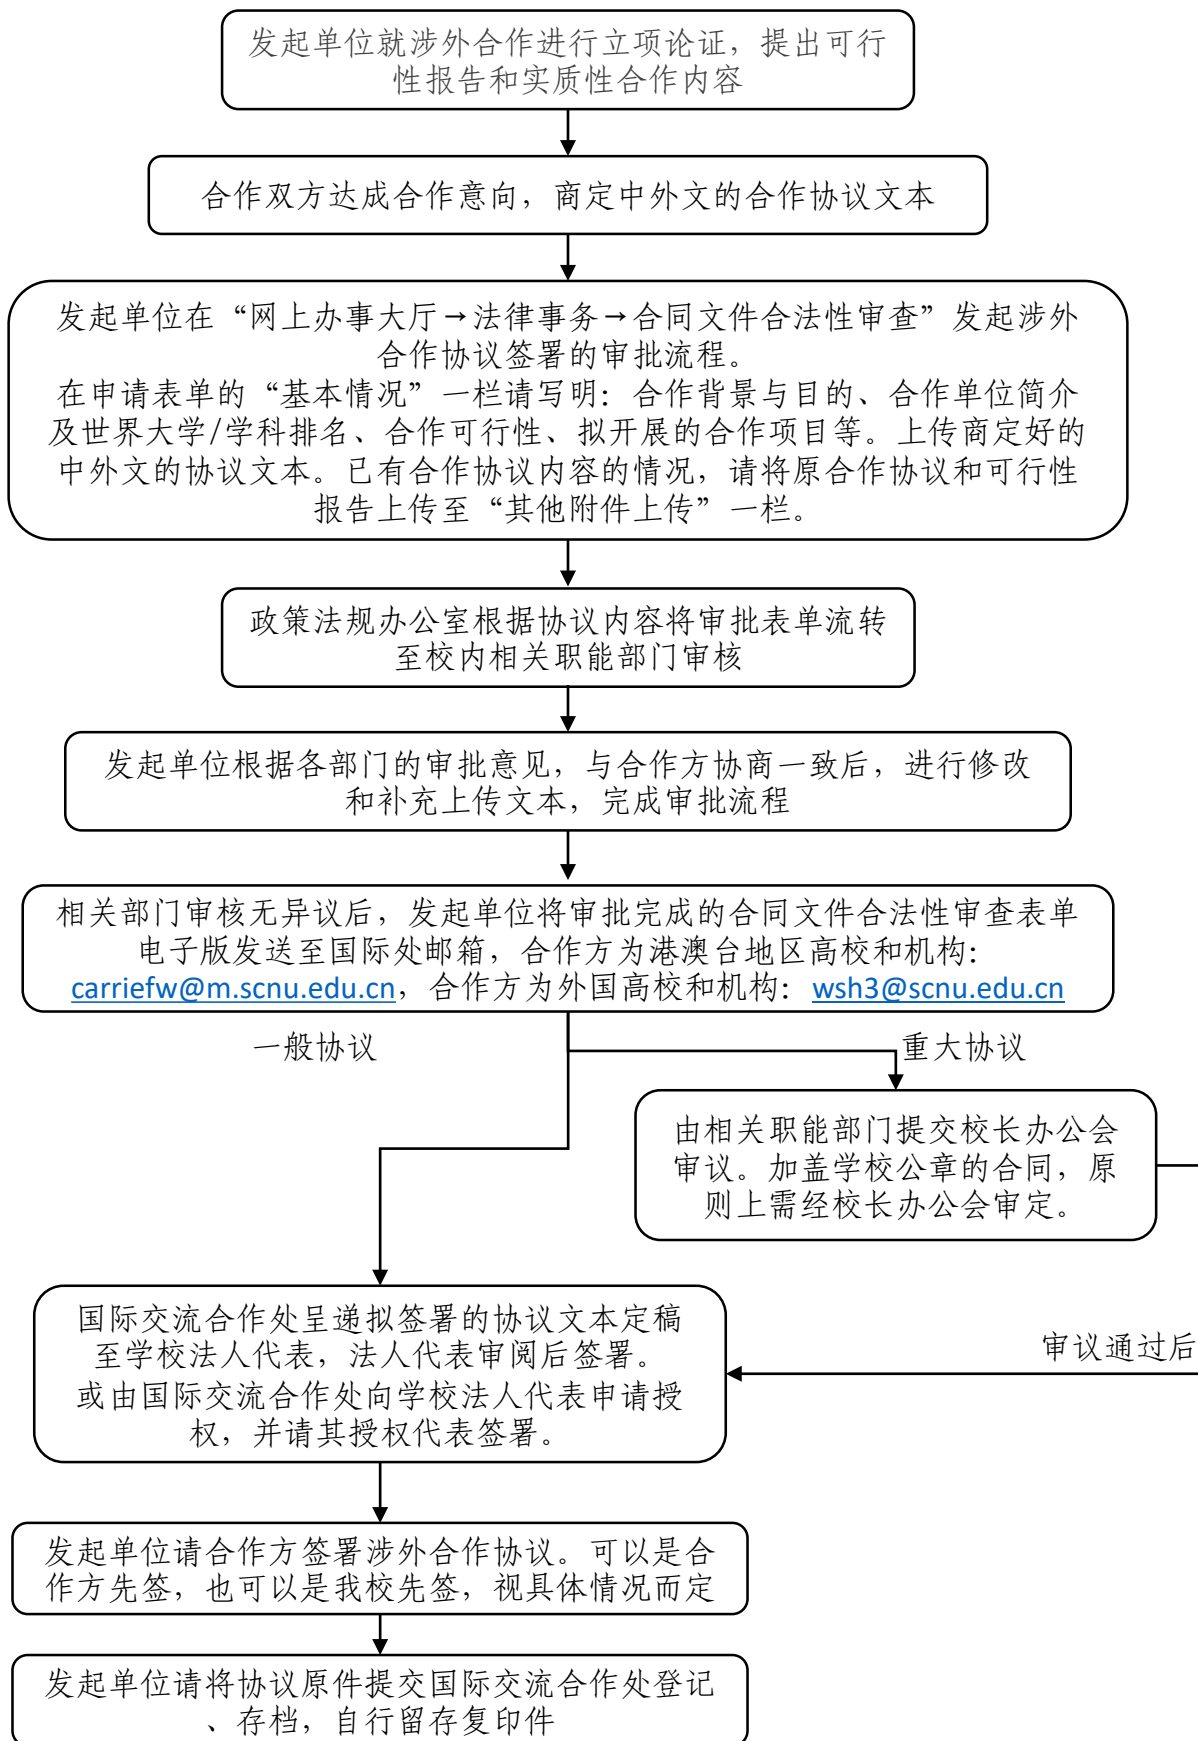 发起单位就涉外合作进行立项论证，提出可行
性报告和实质性合作内容
合作双方达成合作意向，商定中外文的合作协议文本
发起单位在“网上办事大厅→法律事务→合同文件合法性审查”发起涉外
合作协议签署的审批流程。
在申请表单的“基本情况”一栏请写明：合作背景与目的、合作单位简介
及世界大学/学科排名、合作可行性、拟开展的合作项目等。上传商定好的
中外文的协议文本。已有合作协议内容的情况，请将原合作协议和可行性
报告上传至“其他附件上传”一栏。
政策法规办公室根据协议内容将审批表单流转
至校内相关职能部门审核
发起单位根据各部门的审批意见，与合作方协商一致后，进行修改
和补充上传文本，完成审批流程
相关部门审核无异议后，发起单位将审批完成的合同文件合法性审查表单
电子版发送至国际处邮箱，合作方为港澳台地区高校和机构：
carriefw@m.scnu.edu.cn，合作方为外国高校和机构：wsh3@scnu.edu.cn
一般协议
重大协议
由相关职能部门提交校长办公会
审议。加盖学校公章的合同，原
则上需经校长办公会审定。
国际交流合作处呈递拟签署的协议文本定稿
至学校法人代表，法人代表审阅后签署。
或由国际交流合作处向学校法人代表申请授
权，并请其授权代表签署。
审议通过后
发起单位请合作方签署涉外合作协议。可以是合
作方先签，也可以是我校先签，视具体情况而定
发起单位请将协议原件提交国际交流合作处登记
、存档，自行留存复印件